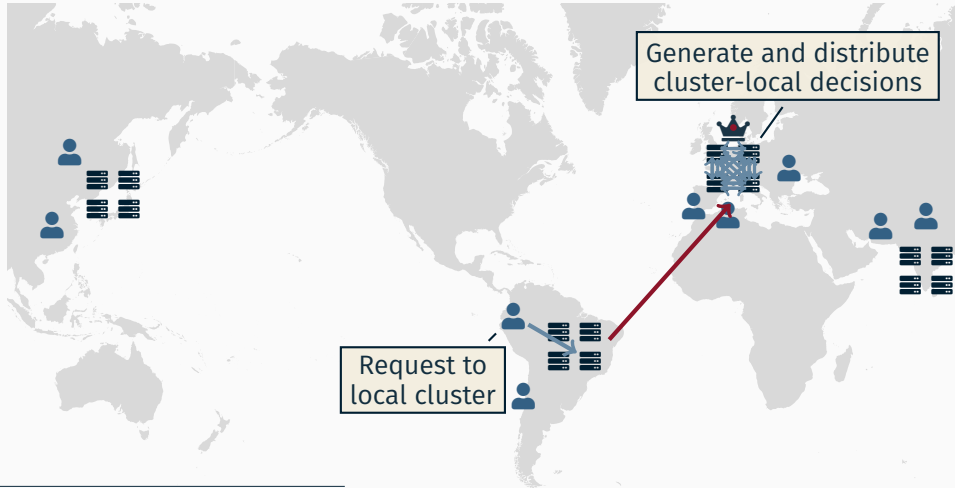 Generate and distribute
cluster-local decisions
Request to
local cluster